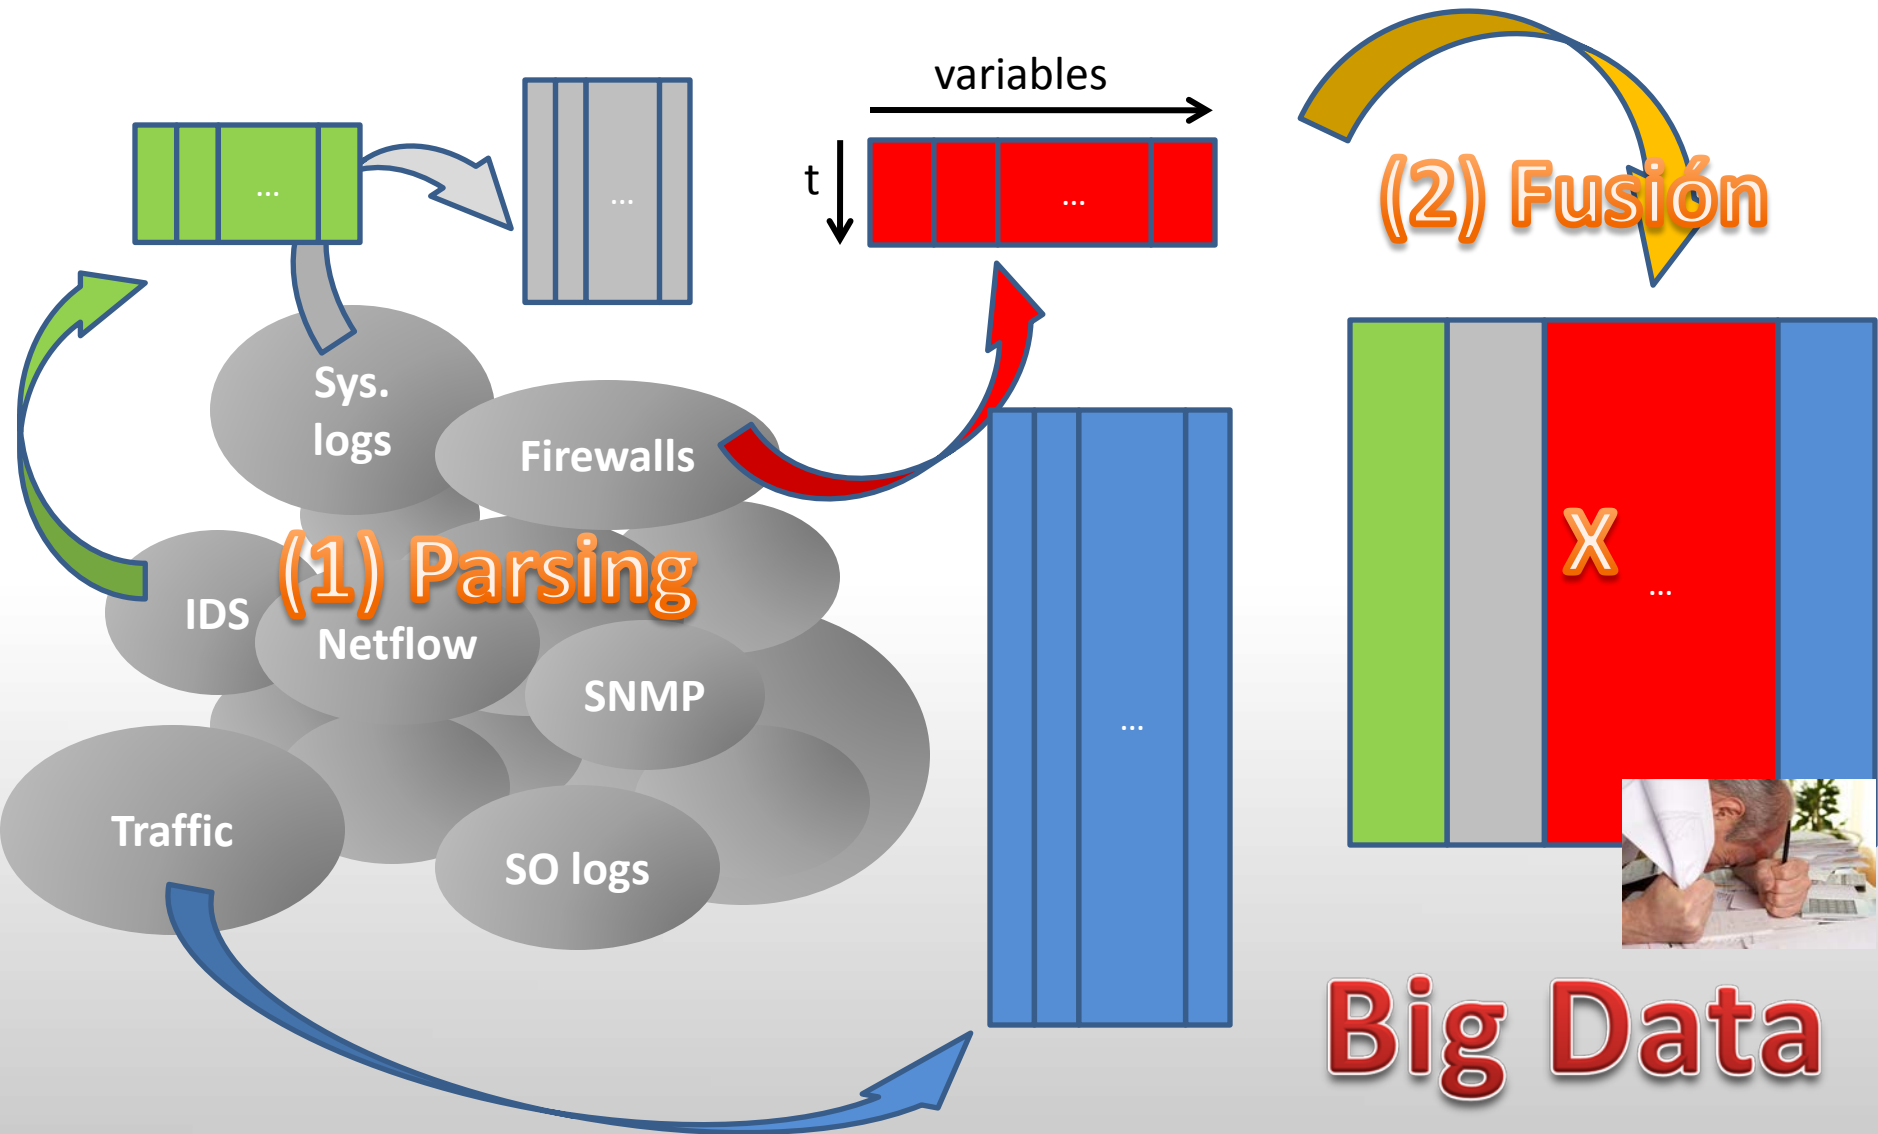 variables
t
...
...
...
(2) Fusión
Sys.
logs
Firewalls
(1) Parsing
IDS
Netflow
SNMP
X
...
...
Traffic
SO logs
Big Data